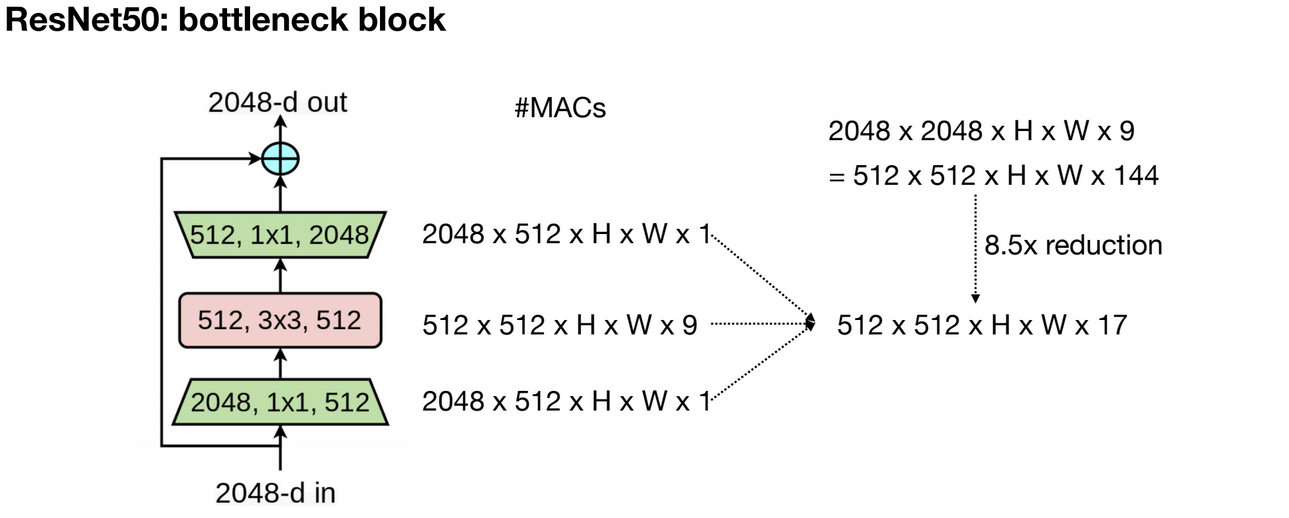 ResNet50: bottleneck block
2048-d out
#MACs
2048 x 2048 x H x W x 9
= 512 x 512 x H x W x 144
512, 1x1, 2048
2048 x 512 x H x W x 1
8.5x reduction
512, 3x3, 512
512 x 512 x H x W x 9
512 x 512 x H x W x 17
2048, 1x1, 512
2048 x 512 x H x W x 1
2048-d in